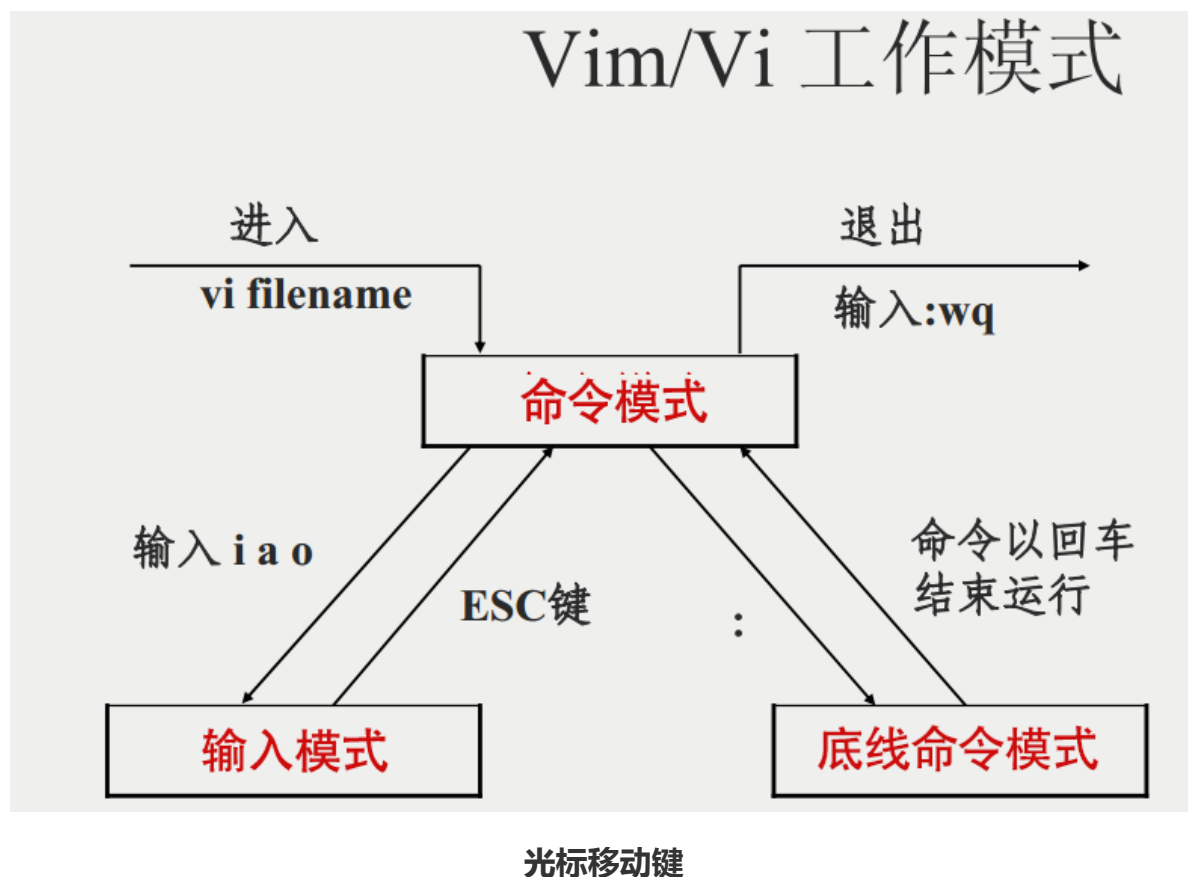 Vim/Vi 工作模式
进入
vi filename
退出
输入:wq
命令模式
输入 i a o
ESC键
:
命令以回车
结束运行
输入模式
底线命令模式
光标移动键